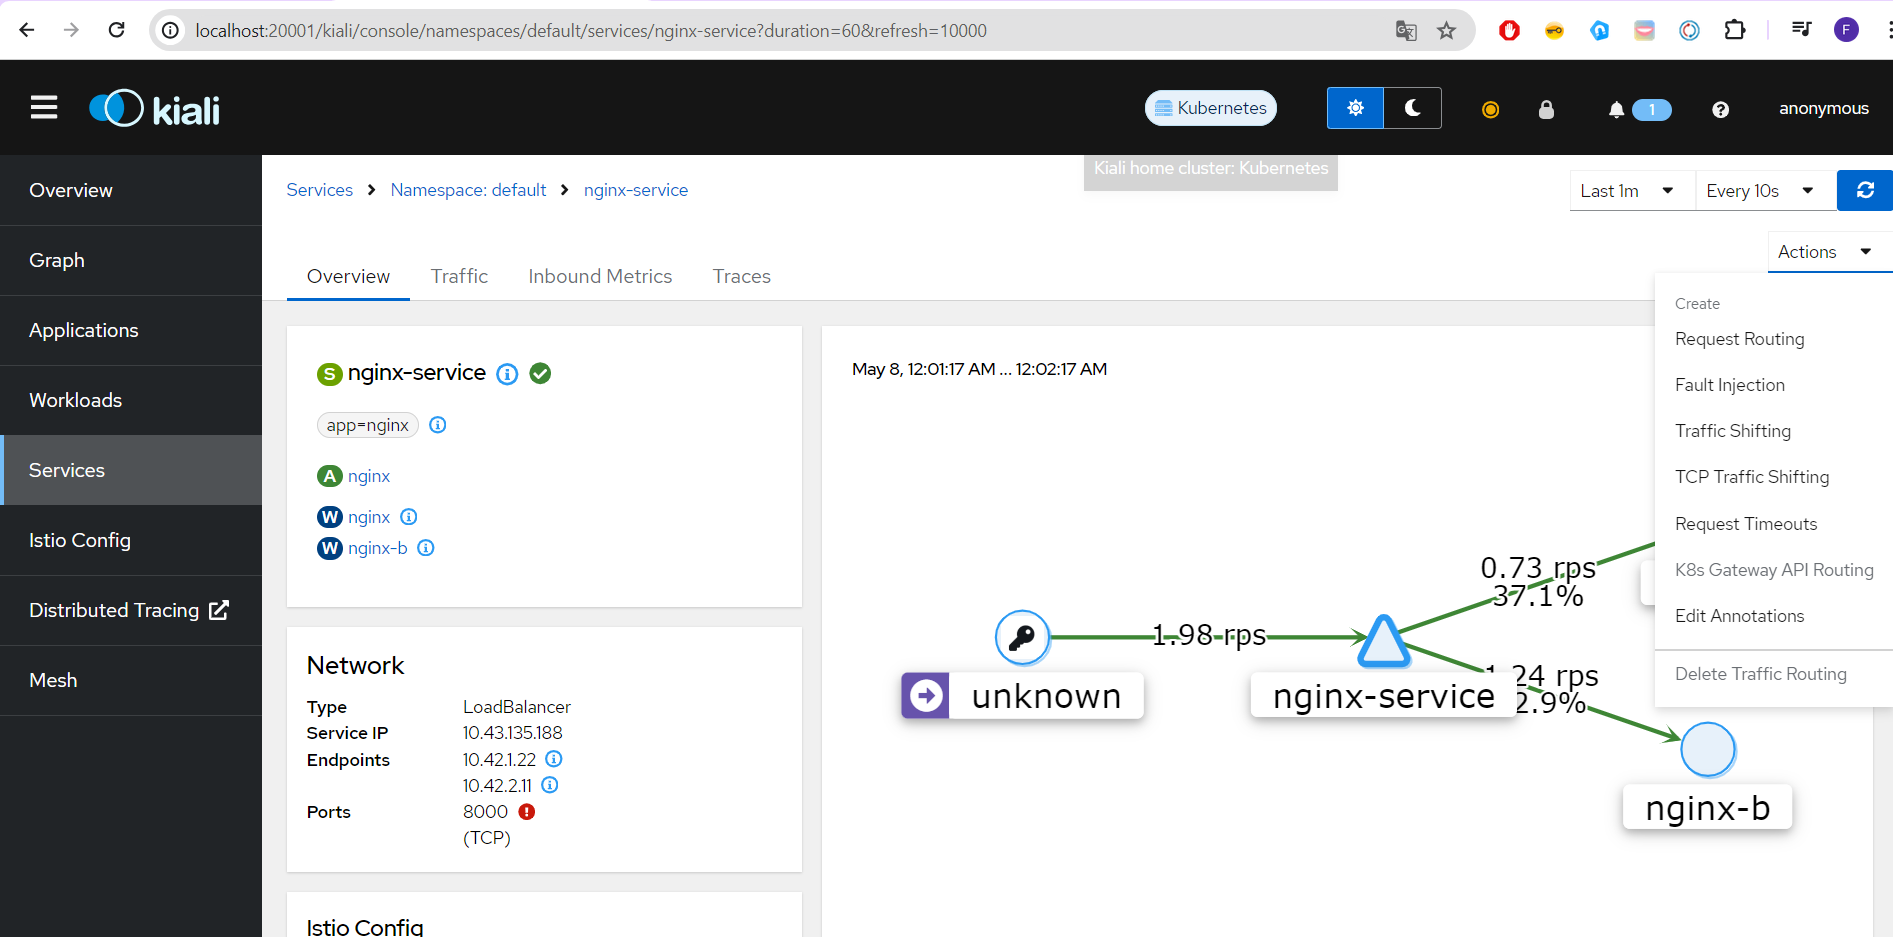 localhost:20001/kiali/console/namespaces/default/services/nginx-service?duration=60&refresh=10000
F
kiali
Kubernetes
1
anonymous
Kiali home cluster: Kubernetes
Overview
Graph
Applications
Workloads
Services
Istio Config
Distributed Tracing
Mesh
Services > Namespace: default > nginx-service
Last 1m
Every 10s
Actions
Overview Traffic Inbound Metrics Traces
Create
Request Routing
Fault Injection
Traffic Shifting
TCP Traffic Shifting
Request Timeouts
K8s Gateway API Routing
Edit Annotations
Delete Traffic Routing
S nginx-service
app=nginx
A nginx
W nginx
W nginx-b
Network
Type LoadBalancer
Service IP 10.43.135.188
Endpoints 10.42.1.22
10.42.2.11
Ports 8000
(TCP)
Istio Config
May 8, 12:01:17 AM ... 12:02:17 AM
0.73 rps
37.1%
1.98 rps
unknown
nginx-service
1.24 rps
2.9%
nginx-b